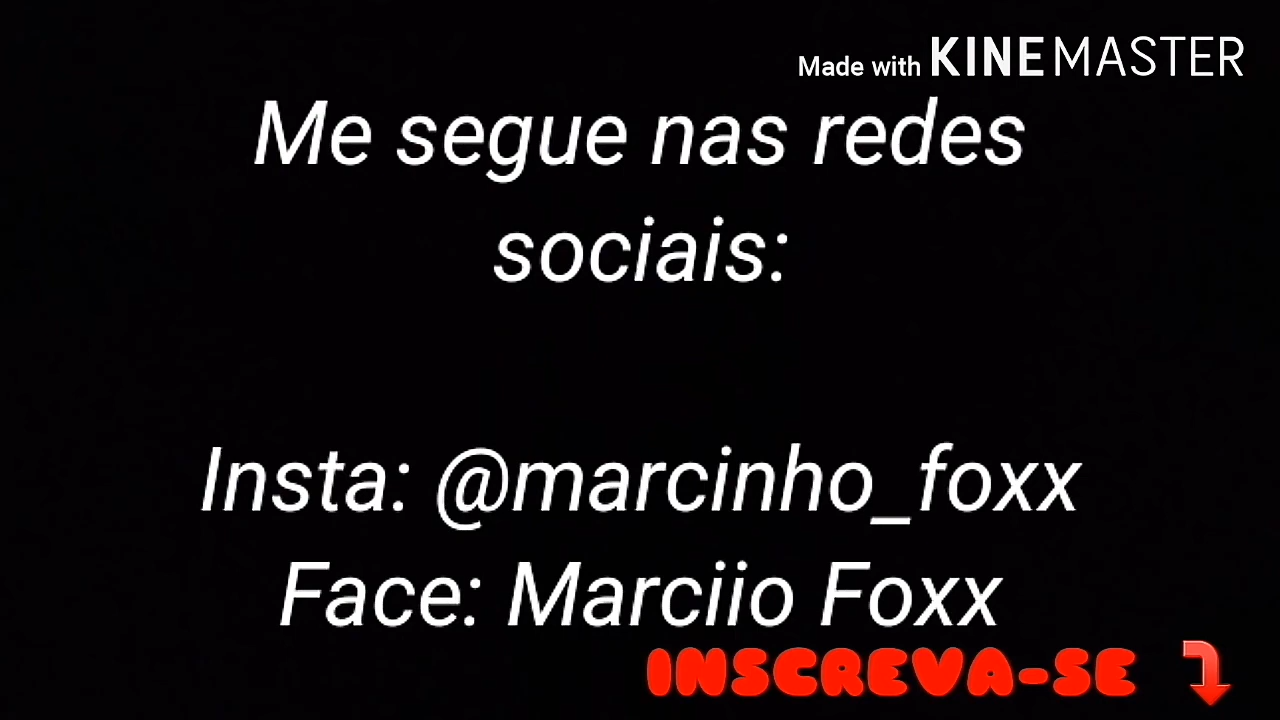 Made with KINEMASTER
Me segue nas redes
sociais:
Insta: @marcinho_foxx
Face: Marciio Foxx
INSCREVA-SE